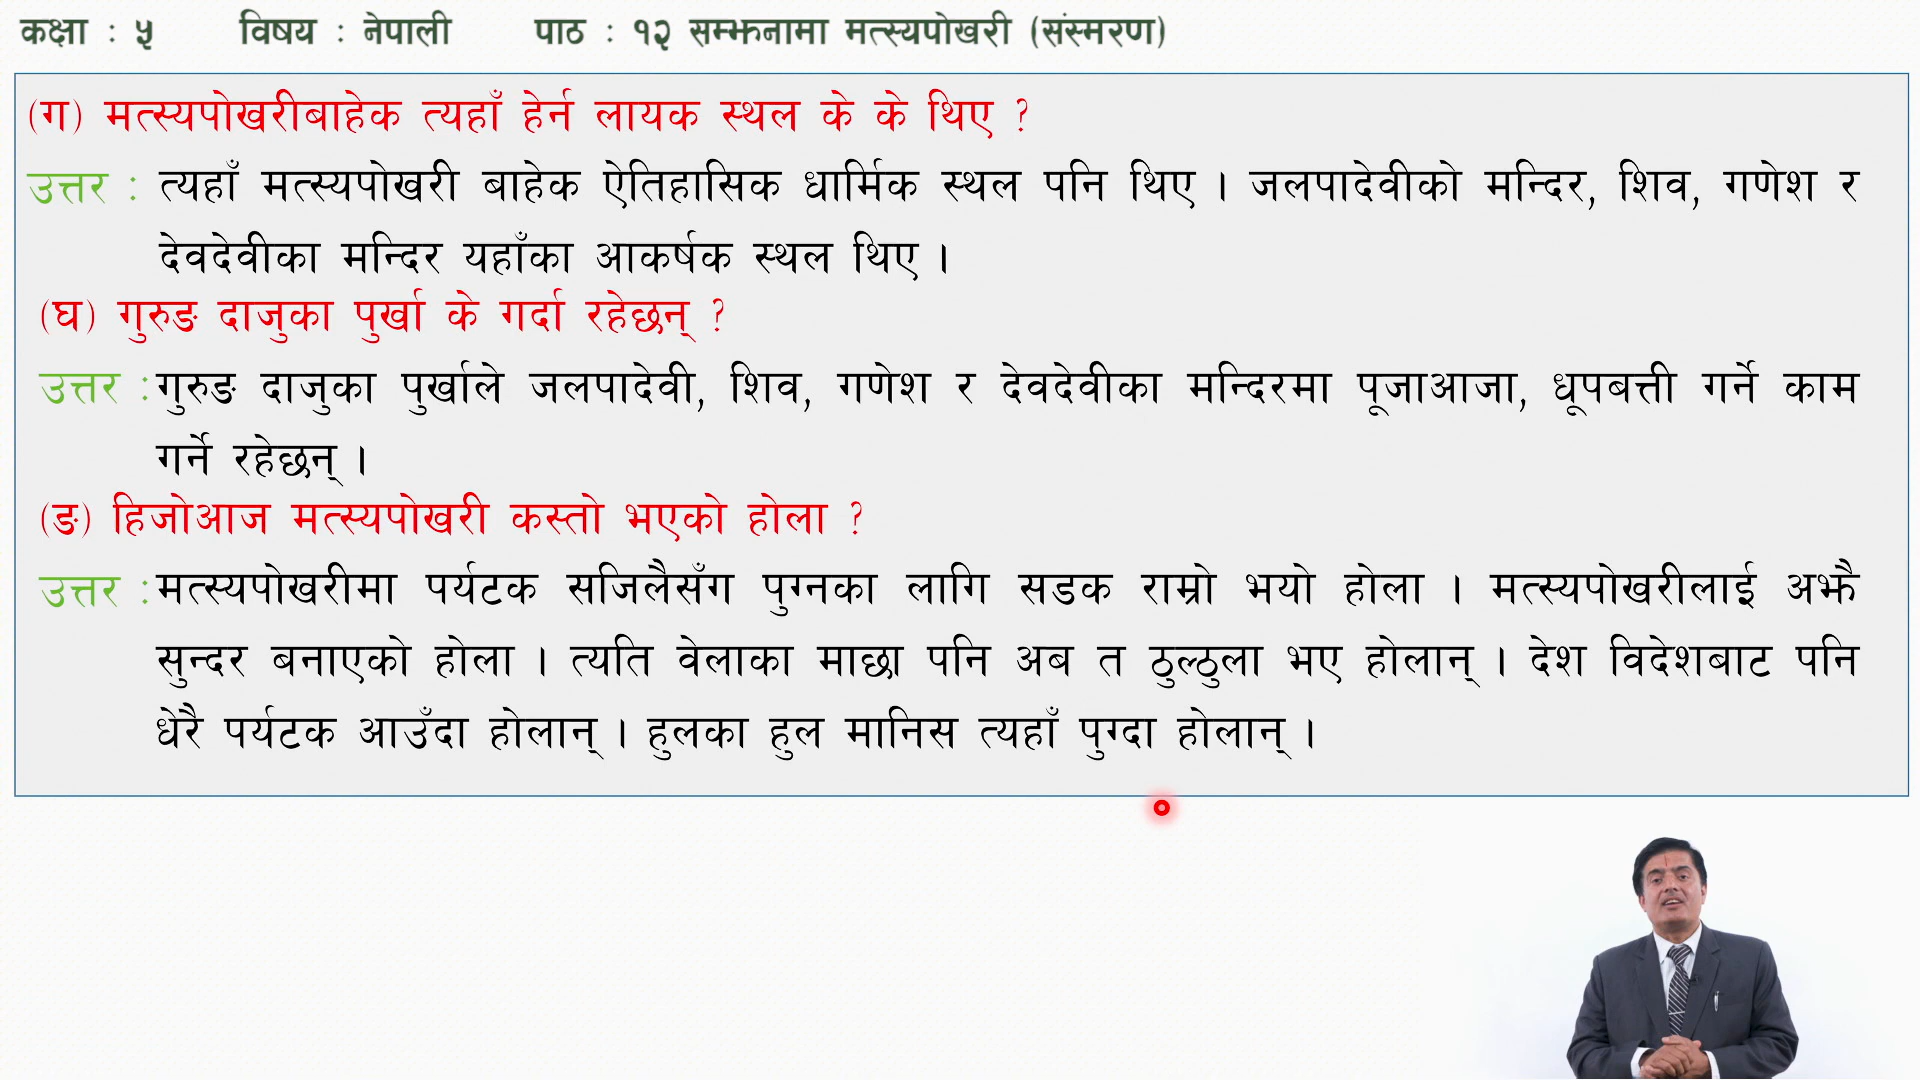 कक्षा : ५ विषय : नेपाली पाठ : १२ सम्झनामा मत्स्यपोखरी (संस्मरण)
(ग) मत्स्यपोखरीबाहेक त्यहाँ हेर्न लायक स्थल के के थिए ?
उत्तर : त्यहाँ मत्स्यपोखरी बाहेक ऐतिहासिक धार्मिक स्थल पनि थिए । जलपादेवीको मन्दिर, शिव, गणेश र
देवदेवीका मन्दिर यहाँका आकर्षक स्थल थिए ।
(घ) गुरुङ दाजुका पुर्खा के गर्दा रहेछन् ?
उत्तर : गुरुङ दाजुका पुर्खाले जलपादेवी, शिव, गणेश र देवदेवीका मन्दिरमा पूजाआजा, धूपबत्ती गर्ने काम
गर्ने रहेछन् ।
(ङ) हिजोआज मत्स्यपोखरी कस्तो भएको होला ?
उत्तर : मत्स्यपोखरीमा पर्यटक सजिलैसँग पुग्नका लागि सडक राम्रो भयो होला । मत्स्यपोखरीलाई अझै
सुन्दर बनाएको होला । त्यति वेलाका माछा पनि अब त ठुल्ठुला भए होलान् । देश विदेशबाट पनि
धेरै पर्यटक आउँदा होलान् । हुलका हुल मानिस त्यहाँ पुग्दा होलान् ।